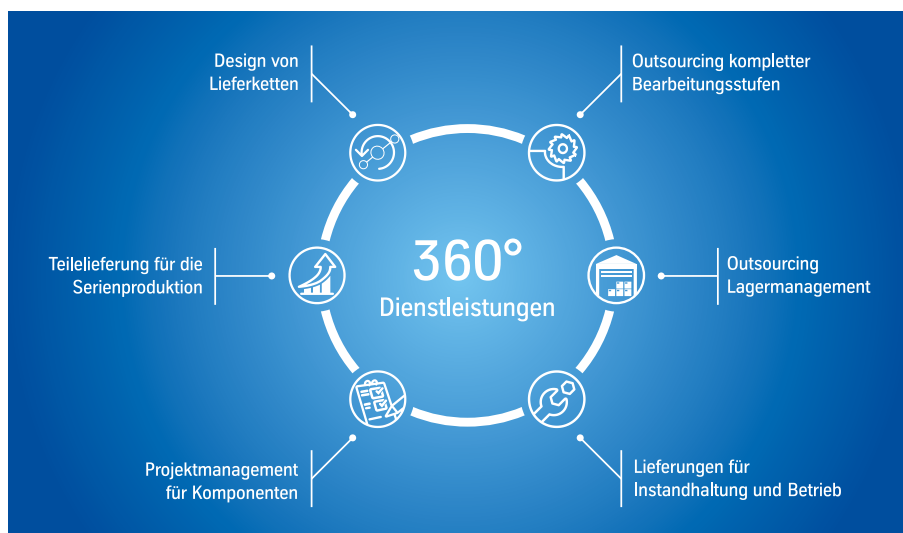 Design von
Lieferketten
Outsourcing kompletter
Bearbeitungsstufen
Teilelieferung für die
Serienproduktion
360°
Dienstleistungen
Outsourcing
Lagermanagement
Projektmanagement
für Komponenten
Lieferungen für
Instandhaltung und Betrieb